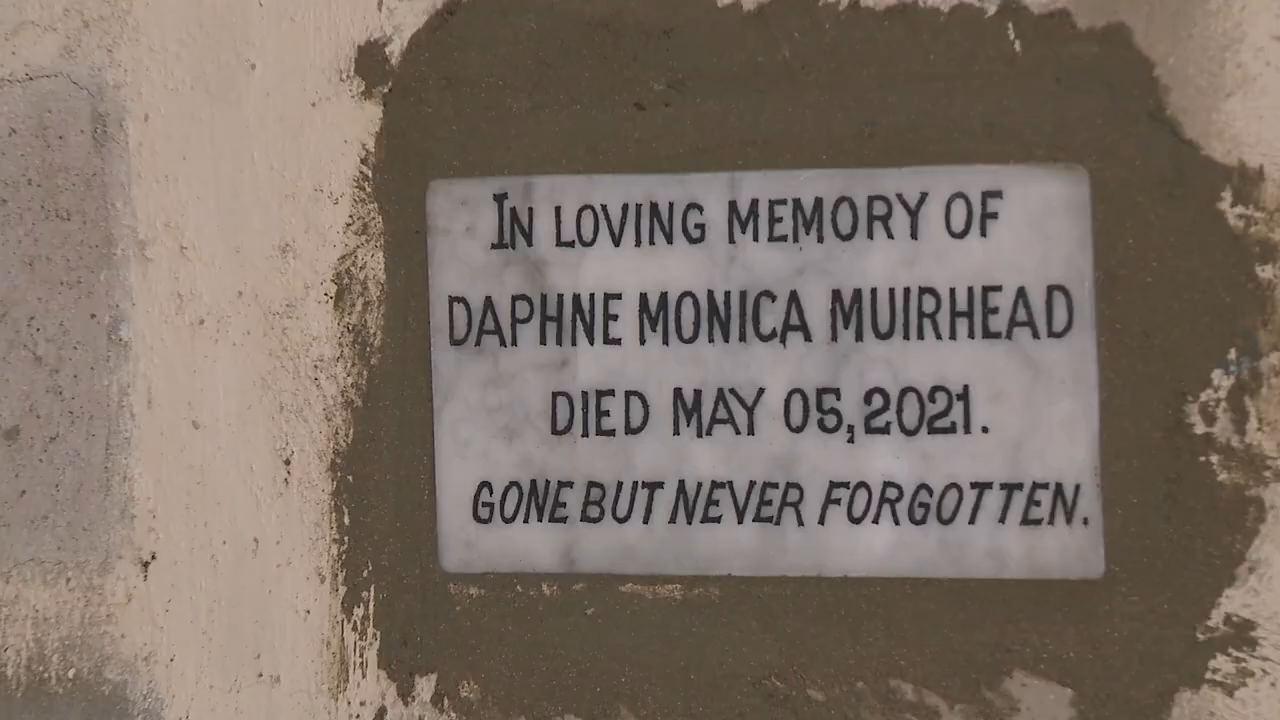 IN LOVING MEMORY OF
DAPHNE MONICA MUIRHEAD
DIED MAY 05,2021.
GONE BUT NEVER FORGOTTEN.